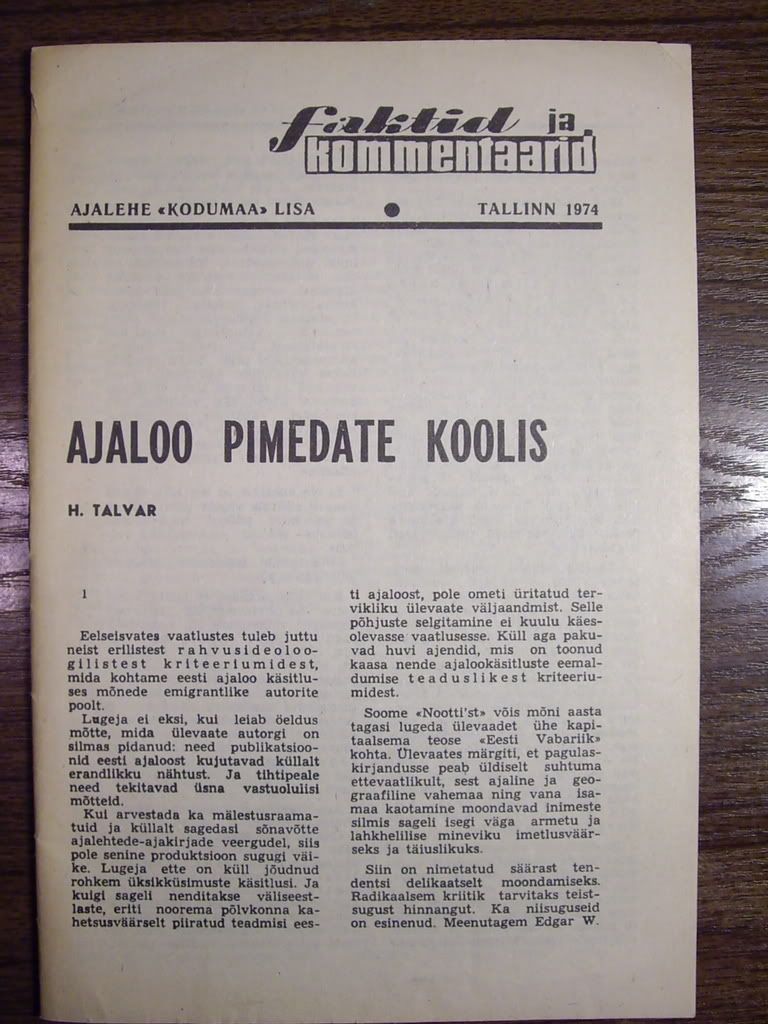 faktid ja
kommentaarid
AJALEHE «KODUMAA» LISA ● TALLINN 1974
AJALOO PIMEDATE KOOLIS
H. TALVAR
1
Eelseisvates vaatlustes tuleb juttu
neist erilistest rahvusideoloo-
gilistest kriteeriumidest,
mida kohtame eesti ajaloo käsitlu-
ses mõnede emigrantlike autorite
poolt.
Lugeja ei eksi, kui leiab öeldus
mõtte, mida ülevaate autorgi on
silmas pidanud: need publikatsioo-
nid eesti ajaloost kujutavad küllalt
erandlikku nähtust. Ja tihtipeale
need tekitavad üsna vastuolulisi
mõtteid.
Kui arvestada ka mälestusraama-
tuid ja küllalt sagedasi sõnavõtte
ajalehtede-ajakirjade veergudel, siis
pole senine produktsioon sugugi väi-
ke. Lugeja ette on küll jõudnud
rohkem üksikküsimuste käsitlusi. Ja
kuigi sageli nenditakse väliseest-
laste, eriti noorema põlvkonna ka-
hetsusväärselt piiratud teadmisi ees-
ti ajaloost, pole ometi üritatud ter-
vikliku ülevaate väljaandmist. Selle
põhjuste selgitamine ei kuulu käes-
olevasse vaatlusesse. Küll aga paku-
vad huvi ajendid, mis on toonud
kaasa nende ajalookäsitluste eemal-
dumise teaduslikest kriteeriu-
midest.
Soome «Nootti'st» võis mõni aasta
tagasi lugeda ülevaadet ühe kapi-
taalsema teose «Eesti Vabariik»
kohta. Ülevaates märgiti, et pagulas-
kirjandusse peab üldiselt suhtuma
ettevaatlikult, sest ajaline ja geo-
graafiline vahemaa ning vana isa-
maa kaotamine moondavad inimeste
silmis sageli isegi väga armetu ja
lahkhelilise mineviku imetlusväär-
seks ja täiuslikuks.
Siin on nimetatud säärast ten-
dentsi delikaatselt moondamiseks.
Radikaalsem kriitik tarvitaks teist-
sugust hinnangut. Ka niisuguseid
on esinenud. Meenutagem Edgar W.